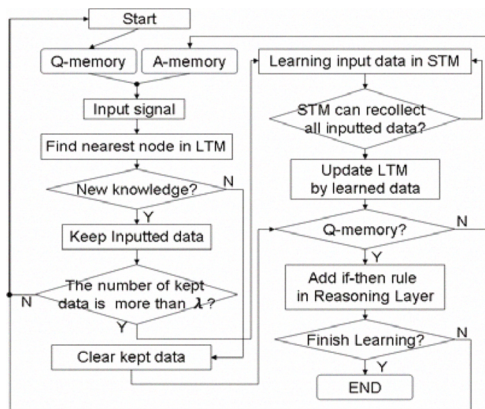 Start
Q-memory
A-memory
Input signal
Find nearest node in LTM
New knowledge?
N
Y
Keep Inputted data
The number of kept
data is more than λ?
N
Y
Clear kept data
Learning input data in STM
STM can recollect
all inputted data?
Update LTM
by learned data
Q-memory?
N
Y
Add if-then rule
in Reasoning Layer
Finish Learning?
N
Y
END